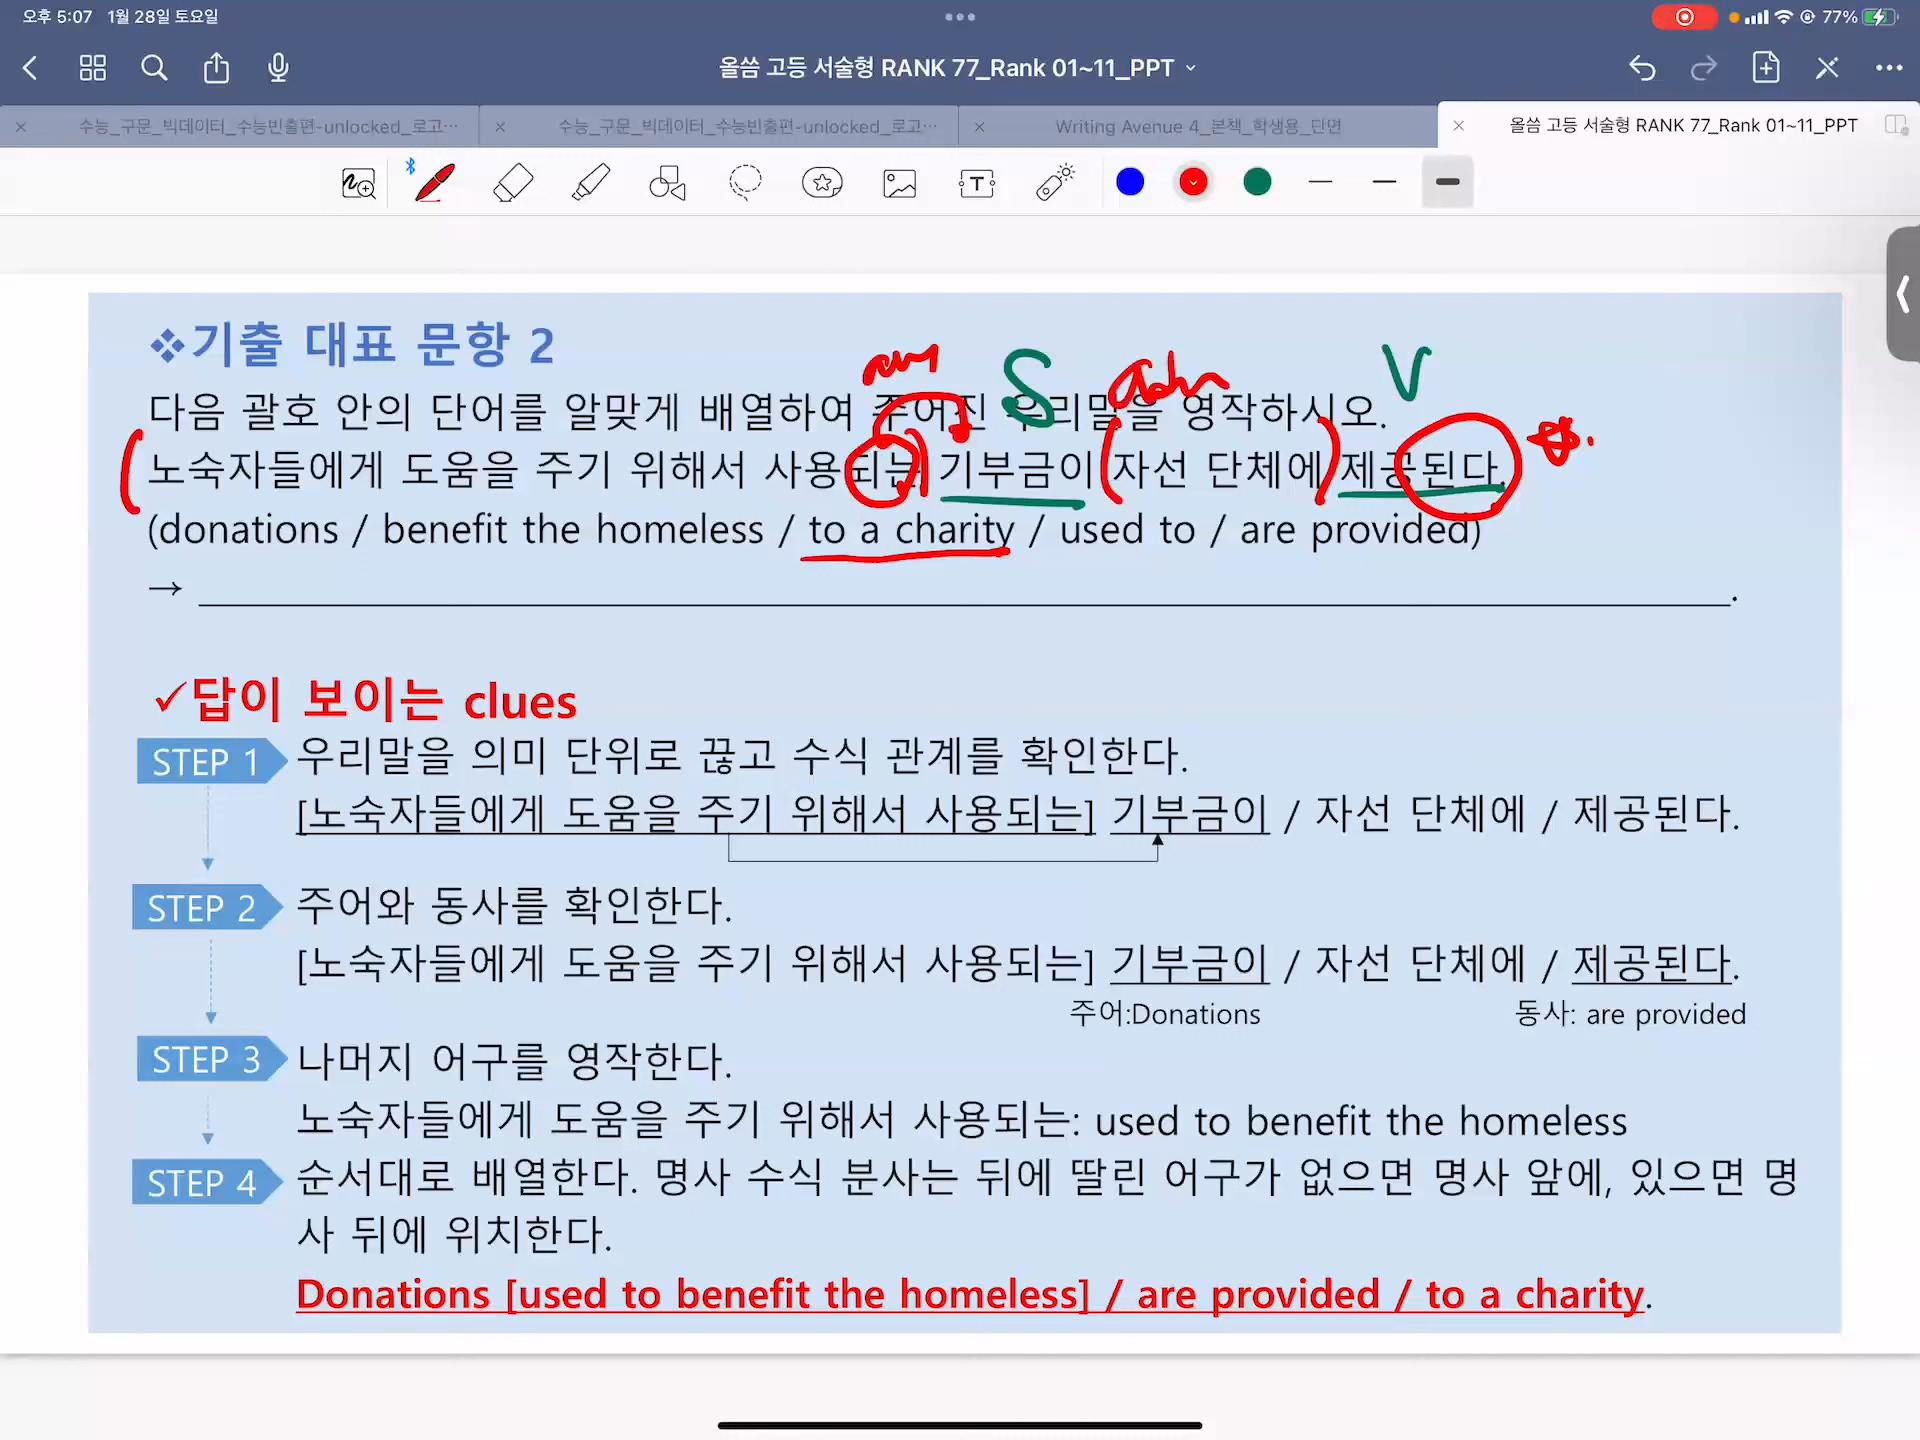 오후 5:07 1월 28일 토요일
77%
올씀 고등 서술형 RANK 77_Rank 01~11_PPT
수능_구문_빅데이터_수능빈출편-unlocked_로고…
수능_구문_빅데이터_수능빈출편-unlocked_로고…
Writing Avenue 4_본책_학생용_단면
올씀 고등 서술형 RANK 77_Rank 01~11_PPT
T
❖기출 대표 문항 2
S
V
다음 괄호 안의 단어를 알맞게 배열하여 주어진 우리말을 영작하시오.
노숙자들에게 도움을 주기 위해서 사용되는 기부금이 자선 단체에 제공된다.
(donations / benefit the homeless / to a charity / used to / are provided)
→ .
✓답이 보이는 clues
STEP 1 우리말을 의미 단위로 끊고 수식 관계를 확인한다.
[노숙자들에게 도움을 주기 위해서 사용되는] 기부금이 / 자선 단체에 / 제공된다.
STEP 2 주어와 동사를 확인한다.
[노숙자들에게 도움을 주기 위해서 사용되는] 기부금이 / 자선 단체에 / 제공된다.
주어:Donations 동사: are provided
STEP 3 나머지 어구를 영작한다.
노숙자들에게 도움을 주기 위해서 사용되는: used to benefit the homeless
STEP 4 순서대로 배열한다. 명사 수식 분사는 뒤에 딸린 어구가 없으면 명사 앞에, 있으면 명
사 뒤에 위치한다.
Donations [used to benefit the homeless] / are provided / to a charity.